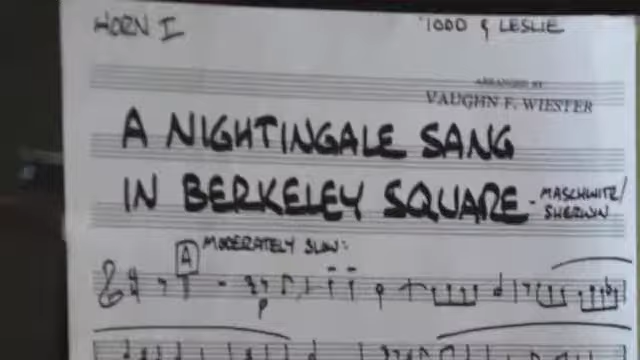 HORN I
TODD & LESLIE
ARRANGED BY
VAUGHN F. WIESTER
A NIGHTINGALE SANG
IN BERKELEY SQUARE - MASCHWITZ/
SHERWIN
A MODERATELY SLOW: